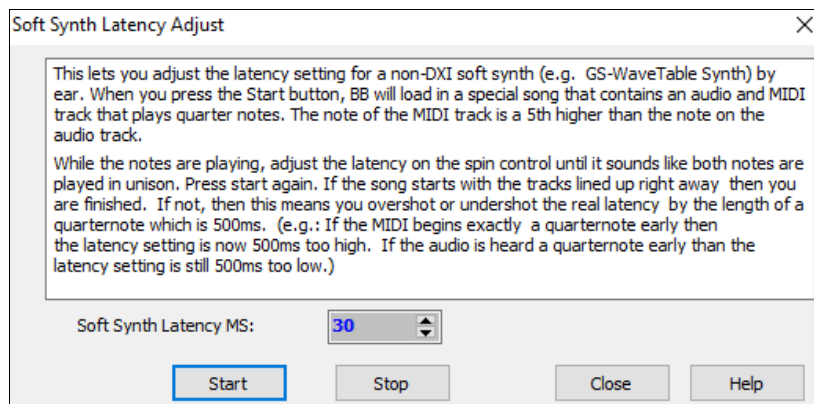 Soft Synth Latency Adjust
This lets you adjust the latency setting for a non-DXI soft synth (e.g. GS-WaveTable Synth) by
ear. When you press the Start button, BB will load in a special song that contains an audio and MIDI
track that plays quarter notes. The note of the MIDI track is a 5th higher than the note on the
audio track.
While the notes are playing, adjust the latency on the spin control until it sounds like both notes are
played in unison. Press start again. If the song starts with the tracks lined up right away then you
are finished. If not, then this means you overshot or undershot the real latency by the length of a
quarternote which is 500ms. (e.g.: If the MIDI begins exactly a quarternote early then
the latency setting is now 500ms too high. If the audio is heard a quarternote early than the
latency setting is still 500ms too low.)
Soft Synth Latency MS: 30
Start Stop Close Help